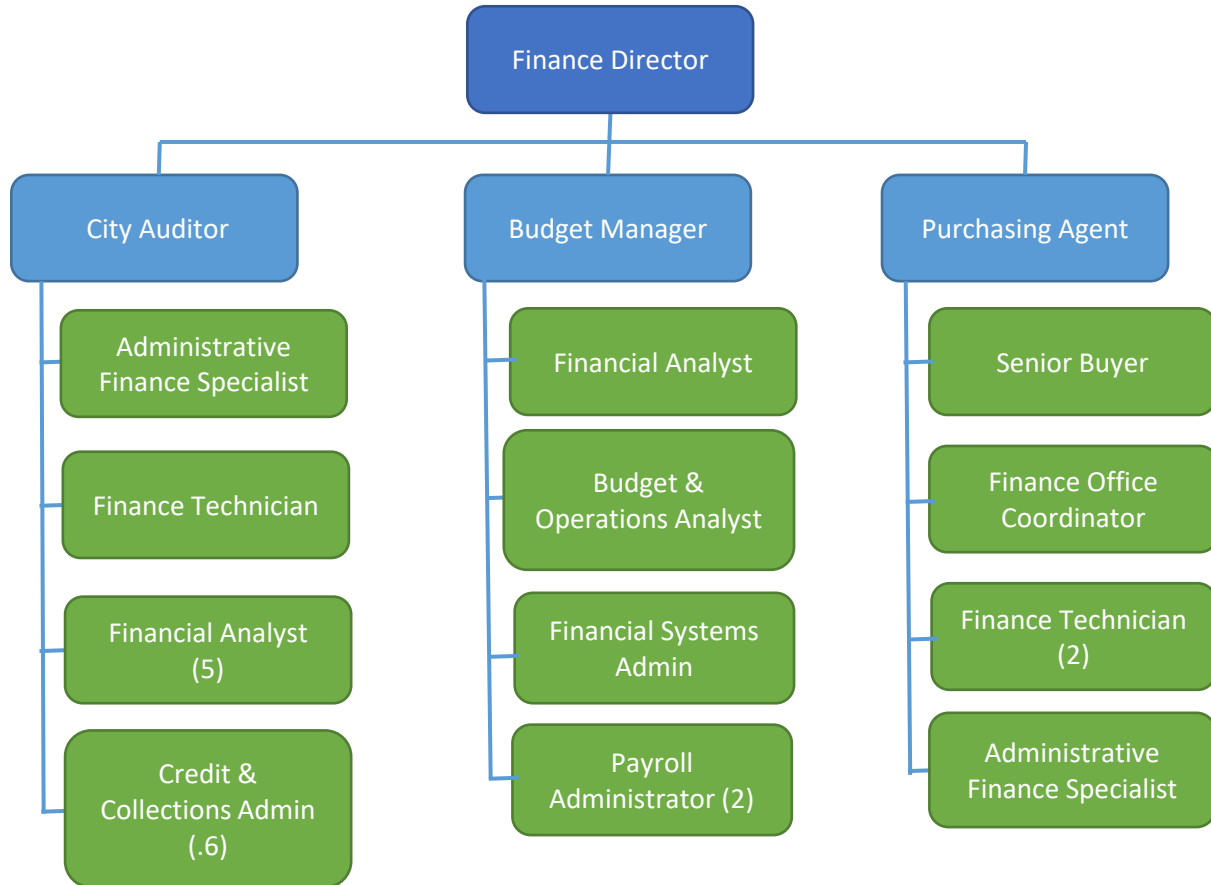 Finance Director
City Auditor
Budget Manager
Purchasing Agent
Administrative
Finance Specialist
Finance Technician
Financial Analyst
(5)
Credit &
Collections Admin
(.6)
Financial Analyst
Budget &
Operations Analyst
Financial Systems
Admin
Payroll
Administrator (2)
Senior Buyer
Finance Office
Coordinator
Finance Technician
(2)
Administrative
Finance Specialist